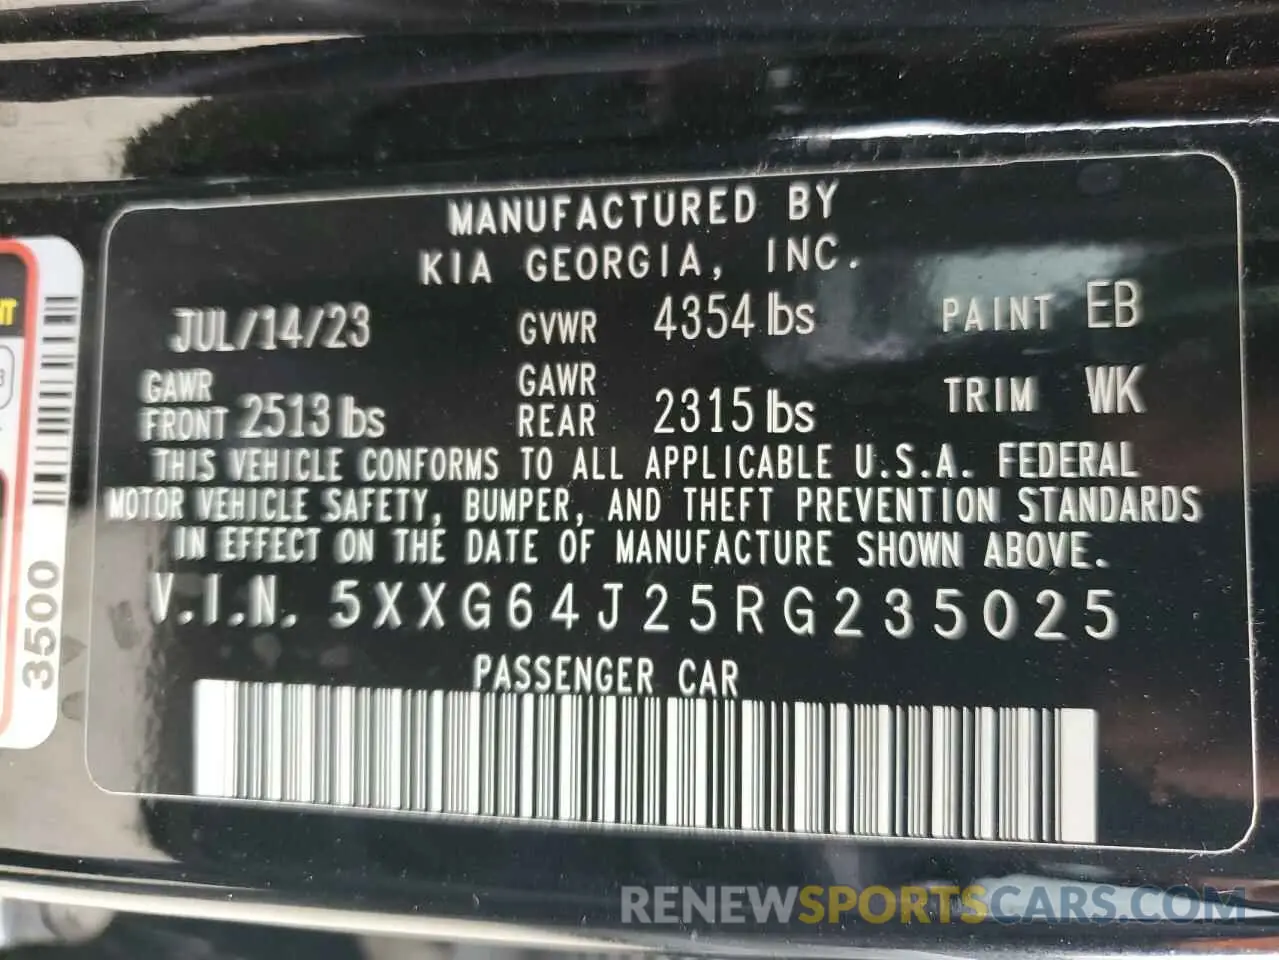 MANUFACTURED BY
KIA GEORGIA, INC.
JUL/14/23 GVWR 4354 lbs PAINT EB
GAWR FRONT 2513 lbs GAWR REAR 2315 lbs TRIM WK
THIS VEHICLE CONFORMS TO ALL APPLICABLE U.S.A. FEDERAL
MOTOR VEHICLE SAFETY, BUMPER, AND THEFT PREVENTION STANDARDS
IN EFFECT ON THE DATE OF MANUFACTURE SHOWN ABOVE.
V.I.N. 5XXG64J25RG235025
PASSENGER CAR
3500
RENEWSPORTSCARS.COM